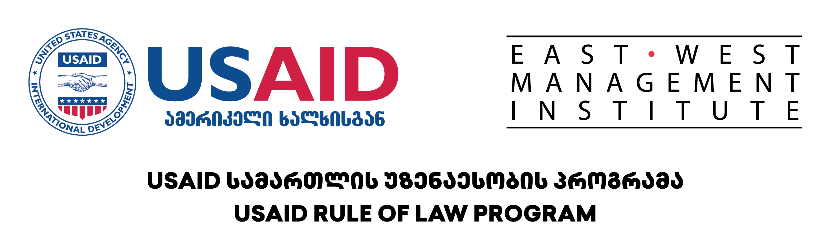 UNITED STATES AGENCY
USAID
INTERNATIONAL DEVELOPMENT
USAID
ამერიკელი ხალხისგან
EAST • WEST
MANAGEMENT
INSTITUTE
USAID სამართლის უზენაესობის პროგრამა
USAID RULE OF LAW PROGRAM